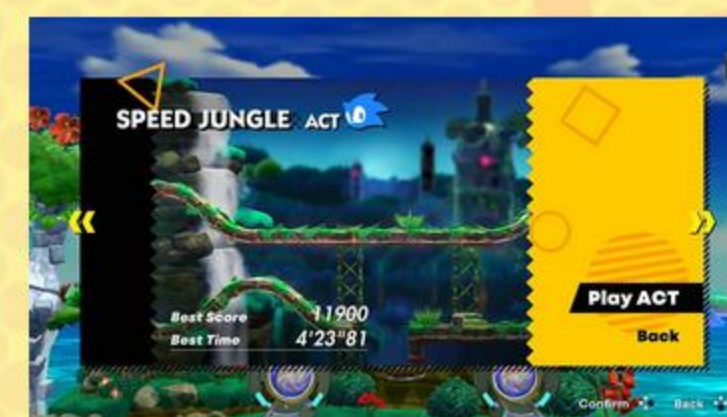 SPEED JUNGLE ACT
Best Score 11900
Best Time 4'23"81
Play ACT
Back
Confirm Back